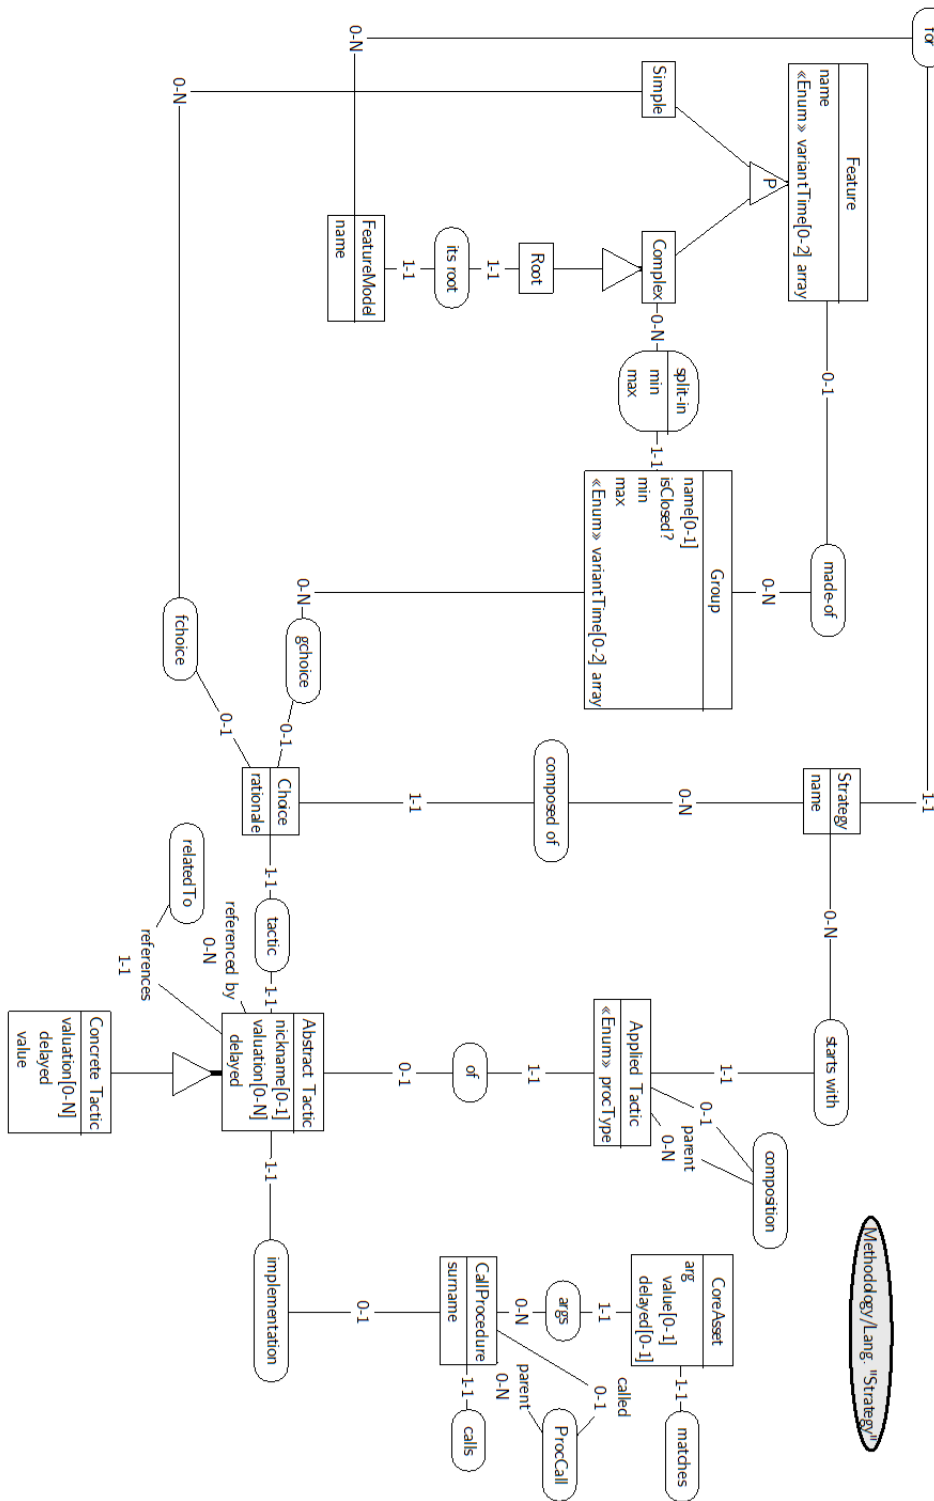 for
0-N
1-1
Feature
name
«Enum» variantTime[0-2] array
0-1
made-of
0-N
P
Simple
0-N
Complex
0-N
split-in
min
max
1-1
Group
name[0-1]
isClosed?
min
max
«Enum» variantTime[0-2] array
Root
1-1
its root
1-1
FeatureModel
name
0-N
gchoice
0-1
fchoice
0-1
Choice
rationale
1-1
composed of
0-N
Strategy
name
0-N
starts with
1-1
Applied Tactic
«Enum» procType
0-1
parent
0-N
composition
1-1
of
0-1
1-1
tactic
1-1
Abstract Tactic
nickname[0-1]
valuation[0-N]
delayed
referenced by
0-N
relatedTo
references
1-1
Concrete Tactic
valuation[0-N]
delayed
value
1-1
implementation
0-1
CallProcedure
surname
0-N
args
1-1
CoreAsset
arg
value[0-1]
delayed[0-1]
1-1
matches
called
0-1
parent
0-N
ProcCall
1-1
calls
Methodology/Lang. "Strategy"